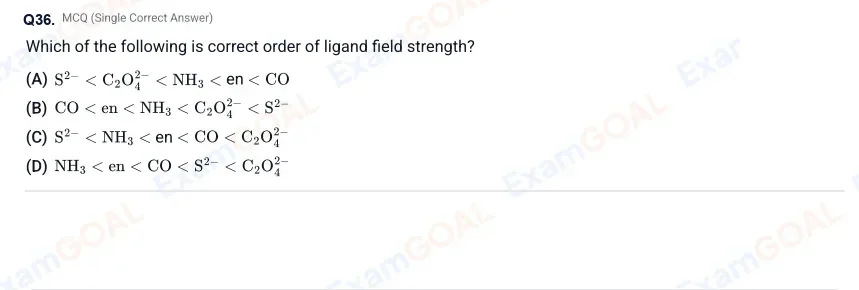 Q36. MCQ (Single Correct Answer)
Which of the following is correct order of ligand field strength?
(A) S²⁻ < C₂O₄²⁻ < NH₃ < en < CO
(B) CO < en < NH₃ < C₂O₄²⁻ < S²⁻
(C) S²⁻ < NH₃ < en < CO < C₂O₄²⁻
(D) NH₃ < en < CO < S²⁻ < C₂O₄²⁻
ExamGOAL